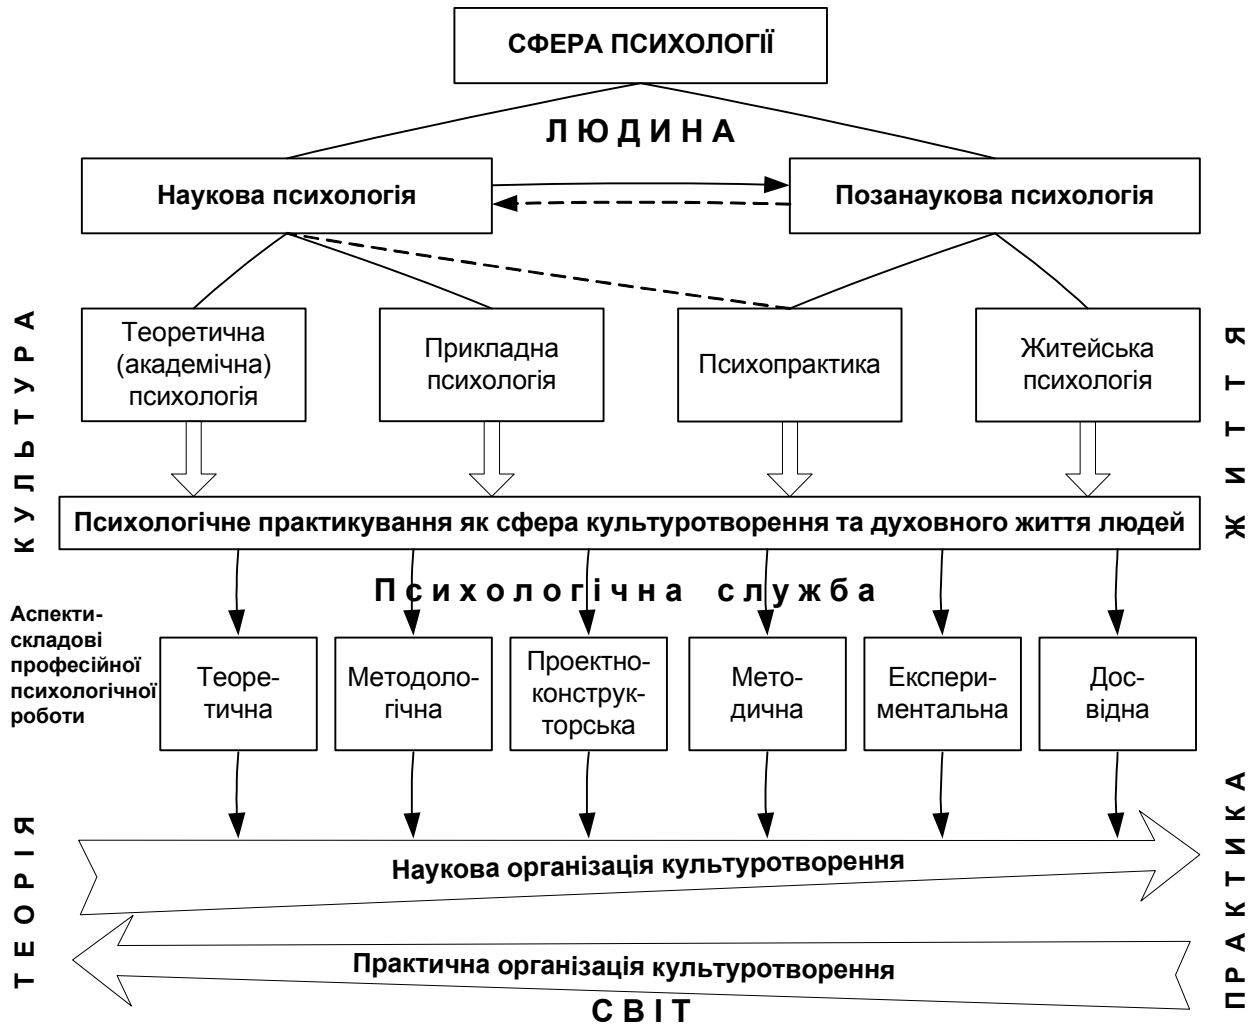 СФЕРА ПСИХОЛОГІЇ
ЛЮДИНА
Наукова психологія
Позанаукова психологія
КУЛЬТУРА
ЖИТТЯ
Теоретична
(академічна)
психологія
Прикладна
психологія
Психопрактика
Житейська
психологія
Психологічне практикування як сфера культуротворення та духовного життя людей
Психологічна служба
Аспекти-
складові
професійної
психологічної
роботи
Теоре-
тична
Методоло-
гічна
Проектно-
конструк-
торська
Мето-
дична
Експери-
ментальна
Дос-
відна
ТЕОРІЯ
ПРАКТИКА
Наукова організація культуротворення
Практична організація культуротворення
СВІТ